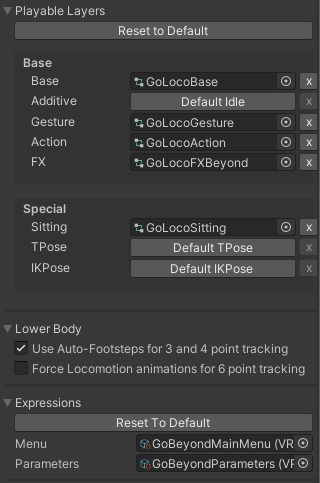 Playable Layers
Reset to Default
Base
Base GoLocoBase x
Additive Default Idle x
Gesture GoLocoGesture x
Action GoLocoAction x
FX GoLocoFXBeyond x
Special
Sitting GoLocoSitting x
TPose Default TPose x
IKPose Default IKPose x
Lower Body
Use Auto-Footsteps for 3 and 4 point tracking
Force Locomotion animations for 6 point tracking
Expressions
Reset To Default
Menu GoBeyondMainMenu (VR
Parameters GoBeyondParameters (VF